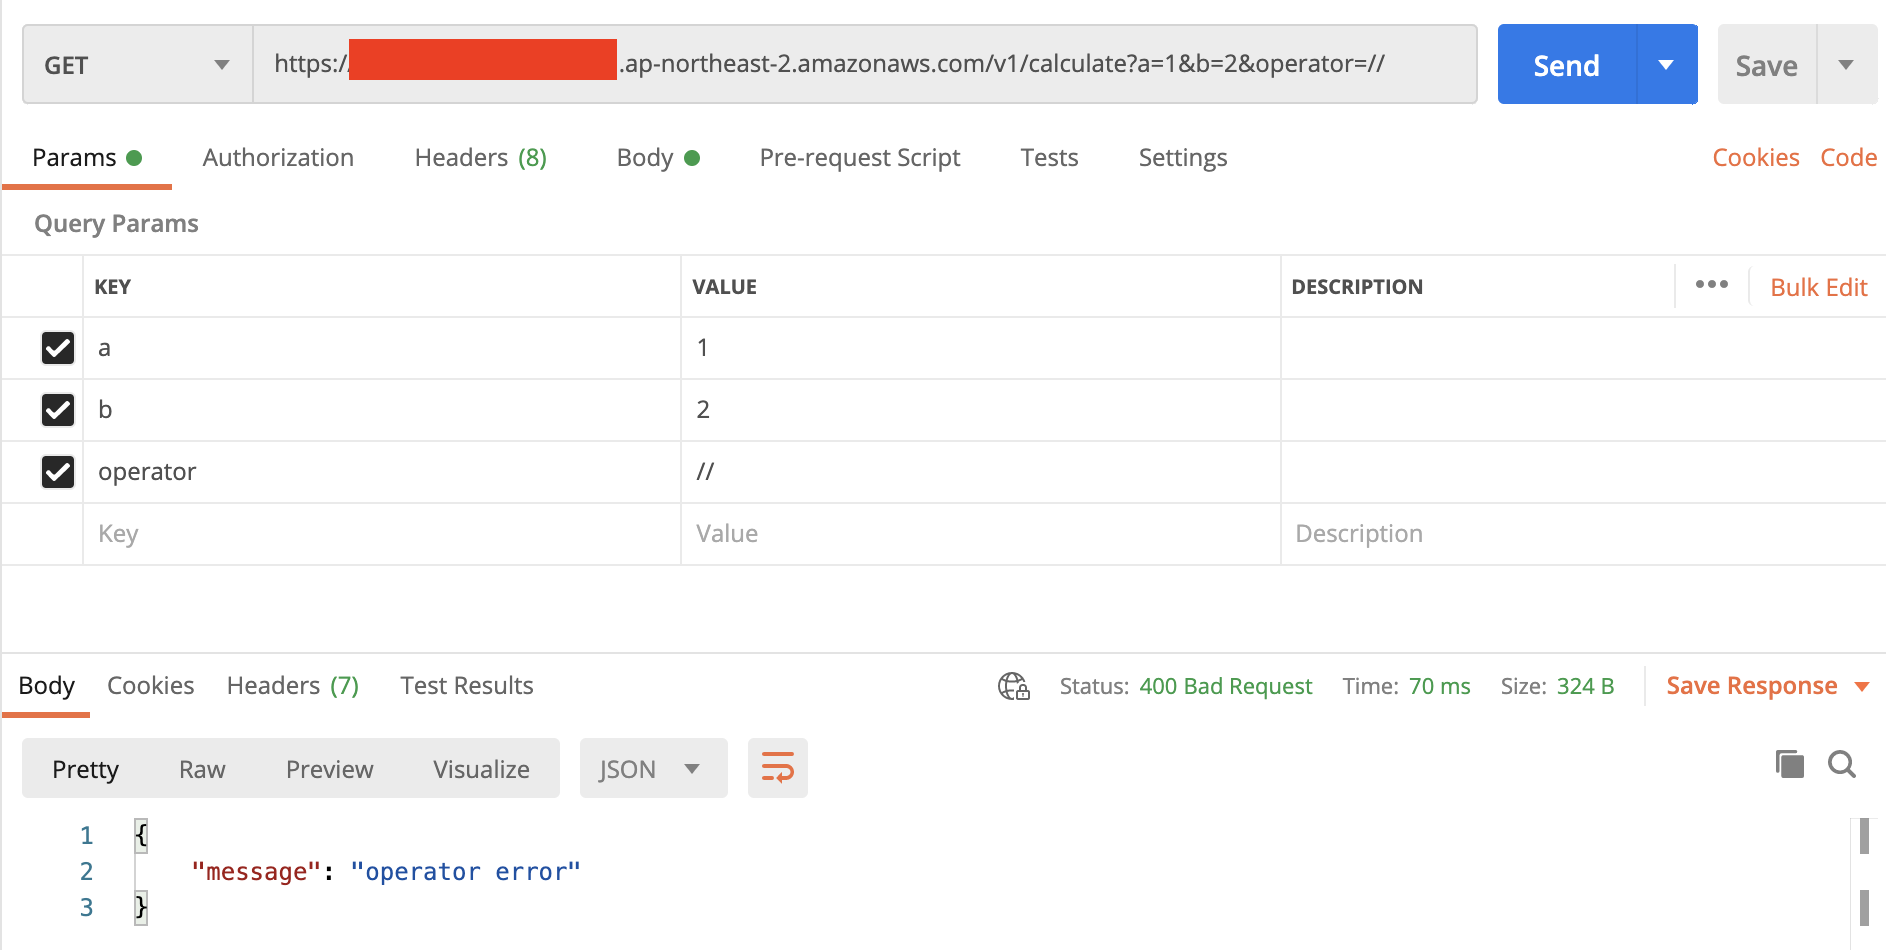 GET https:/ .ap-northeast-2.amazonaws.com/v1/calculate?a=1&b=2&operator=// Send Save
Params Authorization Headers (8) Body Pre-request Script Tests Settings Cookies Code
Query Params
KEY VALUE DESCRIPTION ••• Bulk Edit
a 1
b 2
operator //
Key Value Description
Body Cookies Headers (7) Test Results Status: 400 Bad Request Time: 70 ms Size: 324 B Save Response
Pretty Raw Preview Visualize JSON
1 {
2 "message": "operator error"
3 }